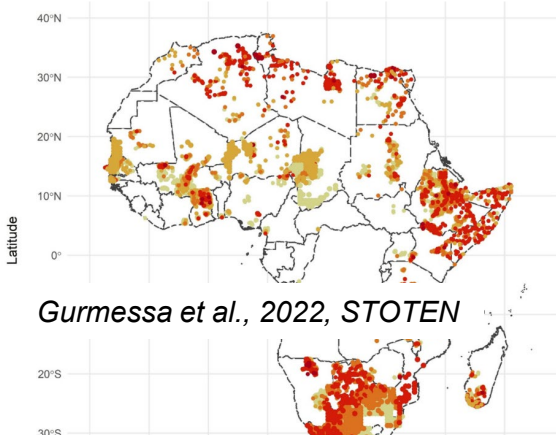 40°N
30°N
20°N
10°N
Latitude
0°
Gurmessa et al., 2022, STOTEN
20°S
30°S